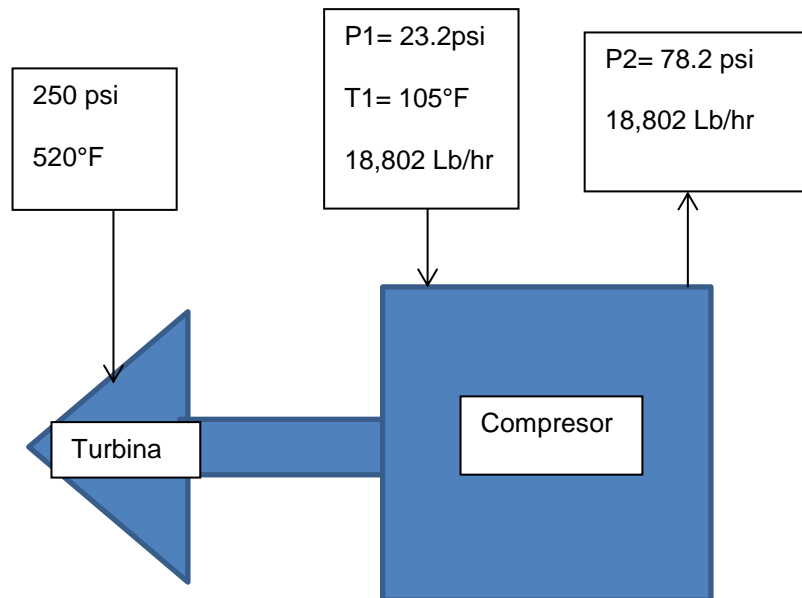 250 psi
520°F
P1= 23.2psi
T1= 105°F
18,802 Lb/hr
P2= 78.2 psi
18,802 Lb/hr
Turbina
Compresor